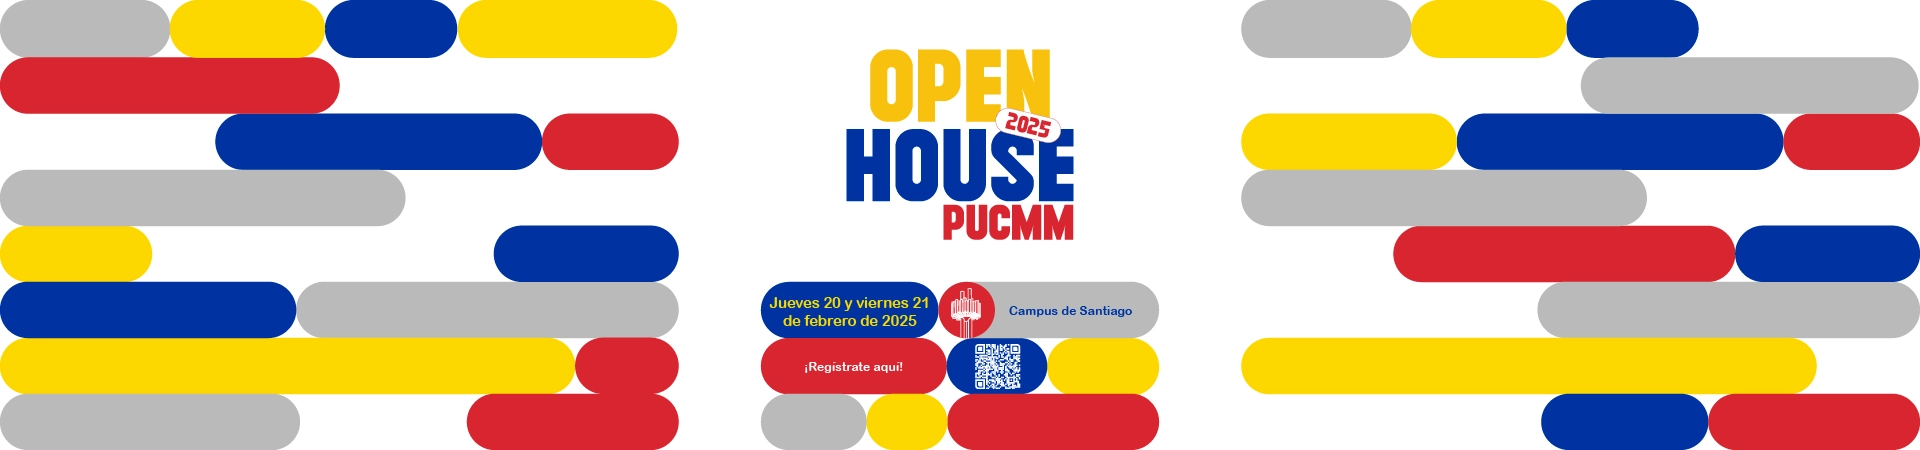 OPEN
2025
HOUSE
PUCMM
Jueves 20 y viernes 21
de febrero de 2025
Campus de Santiago
¡Regístrate aquí!